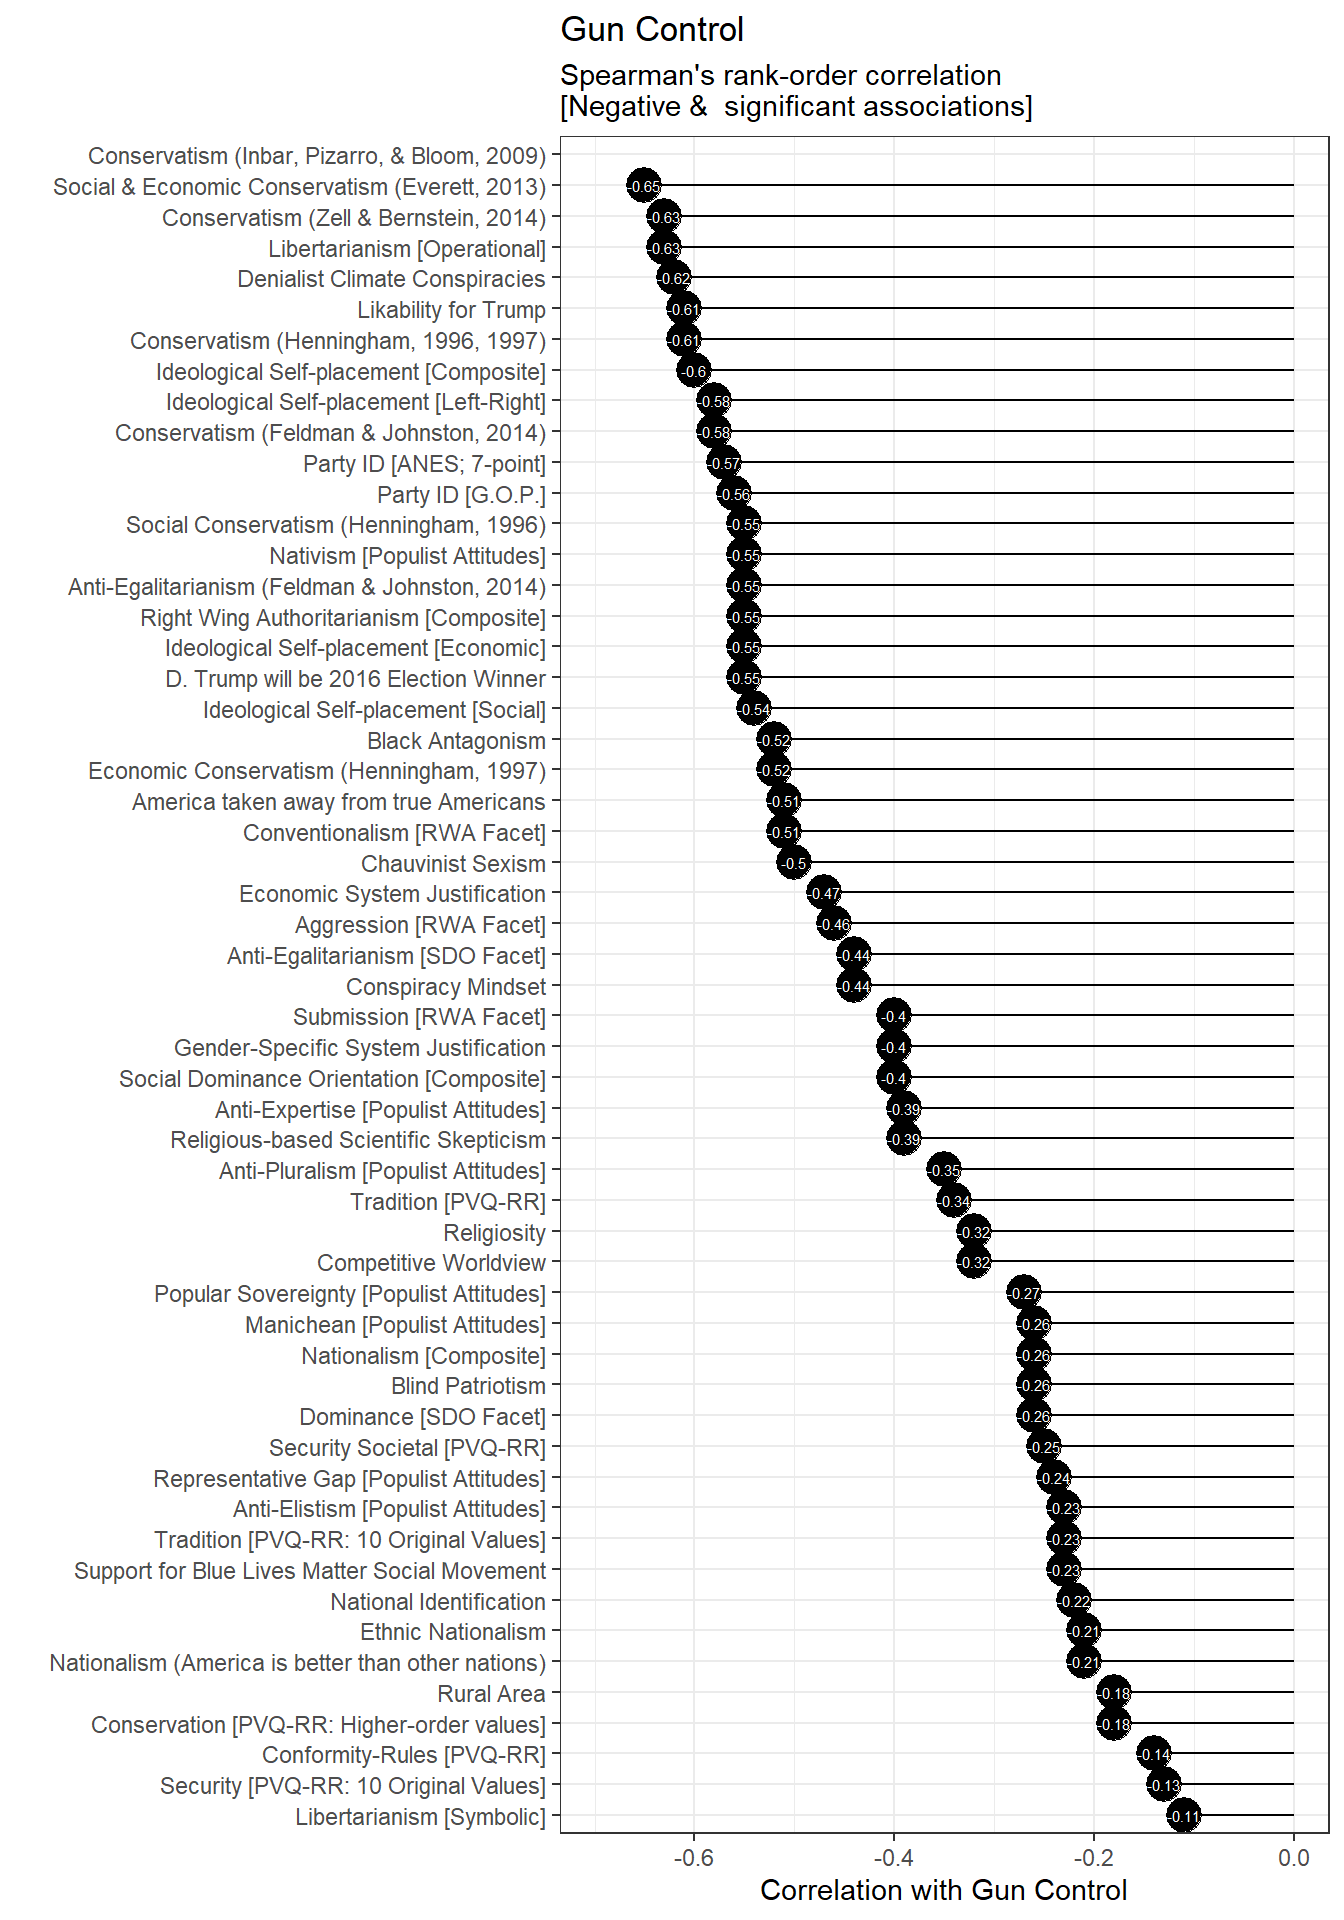 Gun Control
Spearman's rank-order correlation
[Negative &  significant associations]
Conservatism (Inbar, Pizarro, & Bloom, 2009)
Social & Economic Conservatism (Everett, 2013) -0.65
Conservatism (Zell & Bernstein, 2014) -0.63
Libertarianism [Operational] -0.63
Denialist Climate Conspiracies -0.62
Likability for Trump -0.61
Conservatism (Henningham, 1996, 1997) -0.61
Ideological Self-placement [Composite] -0.6
Ideological Self-placement [Left-Right] -0.58
Conservatism (Feldman & Johnston, 2014) -0.58
Party ID [ANES; 7-point] -0.57
Party ID [G.O.P.] -0.56
Social Conservatism (Henningham, 1996) -0.55
Nativism [Populist Attitudes] -0.55
Anti-Egalitarianism (Feldman & Johnston, 2014) -0.55
Right Wing Authoritarianism [Composite] -0.55
Ideological Self-placement [Economic] -0.55
D. Trump will be 2016 Election Winner -0.55
Ideological Self-placement [Social] -0.54
Black Antagonism -0.52
Economic Conservatism (Henningham, 1997) -0.52
America taken away from true Americans -0.51
Conventionalism [RWA Facet] -0.51
Chauvinist Sexism -0.5
Economic System Justification -0.47
Aggression [RWA Facet] -0.46
Anti-Egalitarianism [SDO Facet] -0.44
Conspiracy Mindset -0.44
Submission [RWA Facet] -0.4
Gender-Specific System Justification -0.4
Social Dominance Orientation [Composite] -0.4
Anti-Expertise [Populist Attitudes] -0.39
Religious-based Scientific Skepticism -0.39
Anti-Pluralism [Populist Attitudes] -0.35
Tradition [PVQ-RR] -0.34
Religiosity -0.32
Competitive Worldview -0.32
Popular Sovereignty [Populist Attitudes] -0.27
Manichean [Populist Attitudes] -0.26
Nationalism [Composite] -0.26
Blind Patriotism -0.26
Dominance [SDO Facet] -0.26
Security Societal [PVQ-RR] -0.25
Representative Gap [Populist Attitudes] -0.24
Anti-Elistism [Populist Attitudes] -0.23
Tradition [PVQ-RR: 10 Original Values] -0.23
Support for Blue Lives Matter Social Movement -0.23
National Identification -0.22
Ethnic Nationalism -0.21
Nationalism (America is better than other nations) -0.21
Rural Area -0.18
Conservation [PVQ-RR: Higher-order values] -0.18
Conformity-Rules [PVQ-RR] -0.14
Security [PVQ-RR: 10 Original Values] -0.13
Libertarianism [Symbolic] -0.11
-0.6 -0.4 -0.2 0.0
Correlation with Gun Control